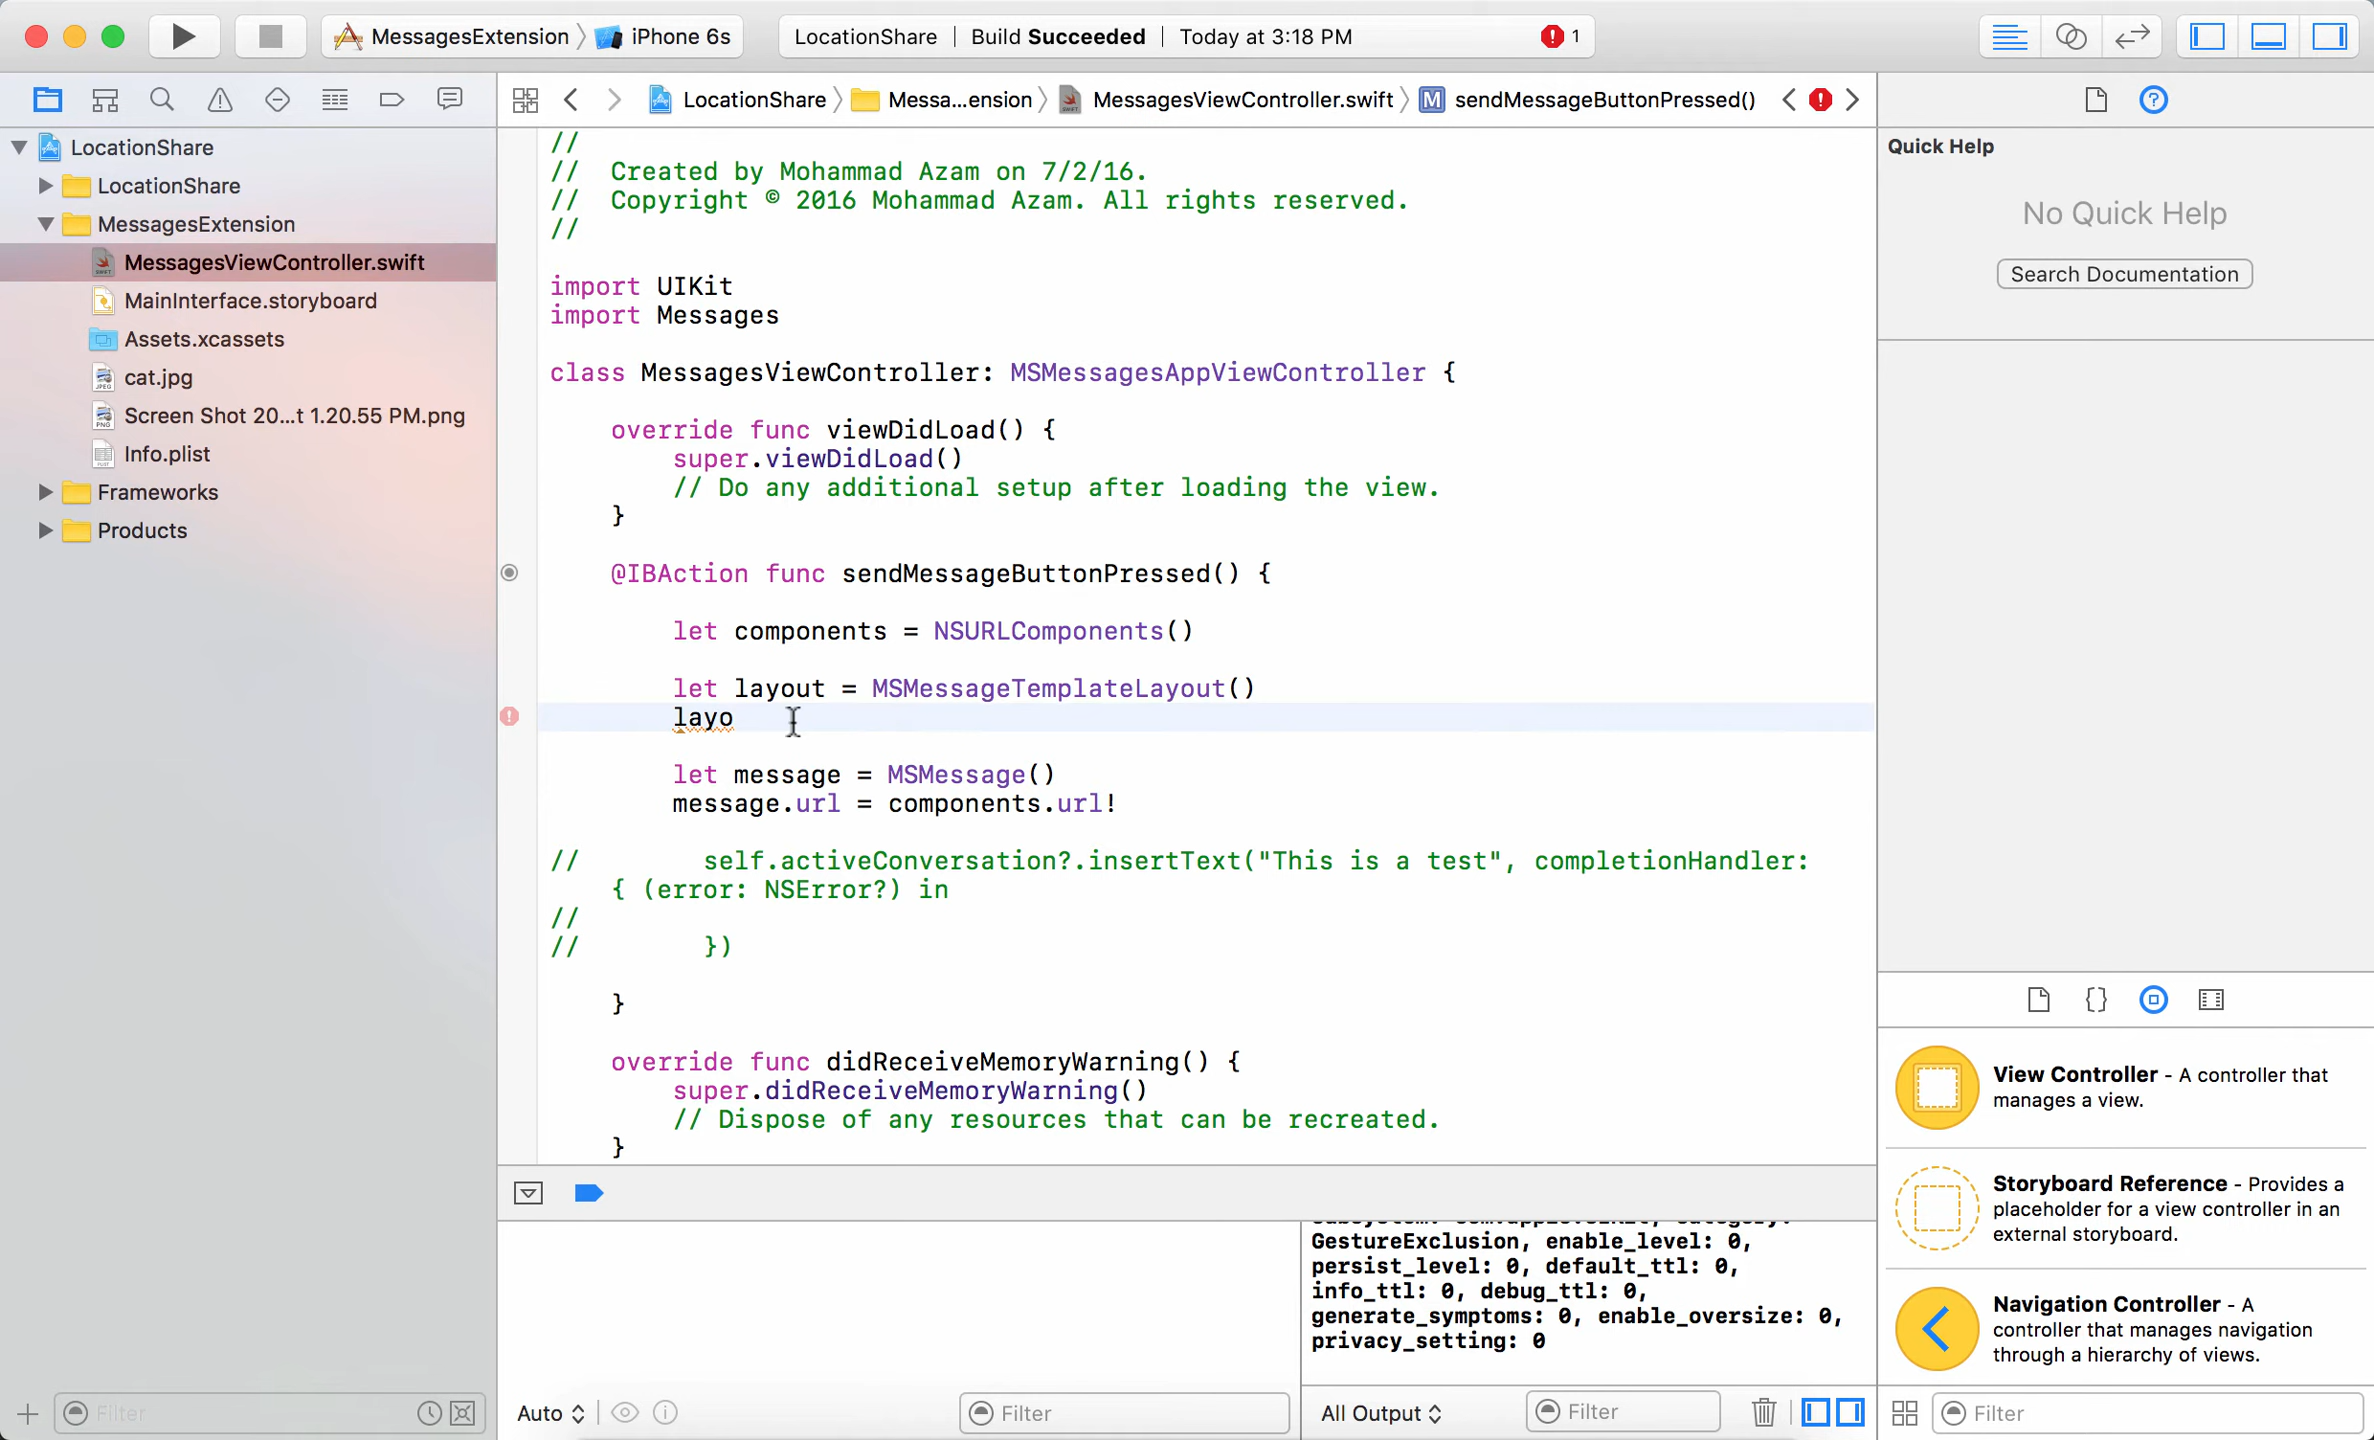 MessagesExtension
iPhone 6s
LocationShare
Build Succeeded
Today at 3:18 PM
1
LocationShare
Messa...ension
MessagesViewController.swift
M
sendMessageButtonPressed()
LocationShare
LocationShare
MessagesExtension
MessagesViewController.swift
MainInterface.storyboard
Assets.xcassets
cat.jpg
Screen Shot 20...t 1.20.55 PM.png
Info.plist
Frameworks
Products
Filter
//
// Created by Mohammad Azam on 7/2/16.
// Copyright © 2016 Mohammad Azam. All rights reserved.
//
import UIKit
import Messages
class MessagesViewController: MSMessagesAppViewController {
override func viewDidLoad() {
super.viewDidLoad()
// Do any additional setup after loading the view.
}
@IBAction func sendMessageButtonPressed() {
let components = NSURLComponents()
let layout = MSMessageTemplateLayout()
layo
let message = MSMessage()
message.url = components.url!
// self.activeConversation?.insertText("This is a test", completionHandler:
{ (error: NSError?) in
//
// })
}
override func didReceiveMemoryWarning() {
super.didReceiveMemoryWarning()
// Dispose of any resources that can be recreated.
}
Auto
Filter
GestureExclusion, enable_level: 0,
persist_level: 0, default_ttl: 0,
info_ttl: 0, debug_ttl: 0,
generate_symptoms: 0, enable_oversize: 0,
privacy_setting: 0
All Output
Filter
Quick Help
No Quick Help
Search Documentation
View Controller - A controller that
manages a view.
Storyboard Reference - Provides a
placeholder for a view controller in an
external storyboard.
Navigation Controller - A
controller that manages navigation
through a hierarchy of views.
Filter